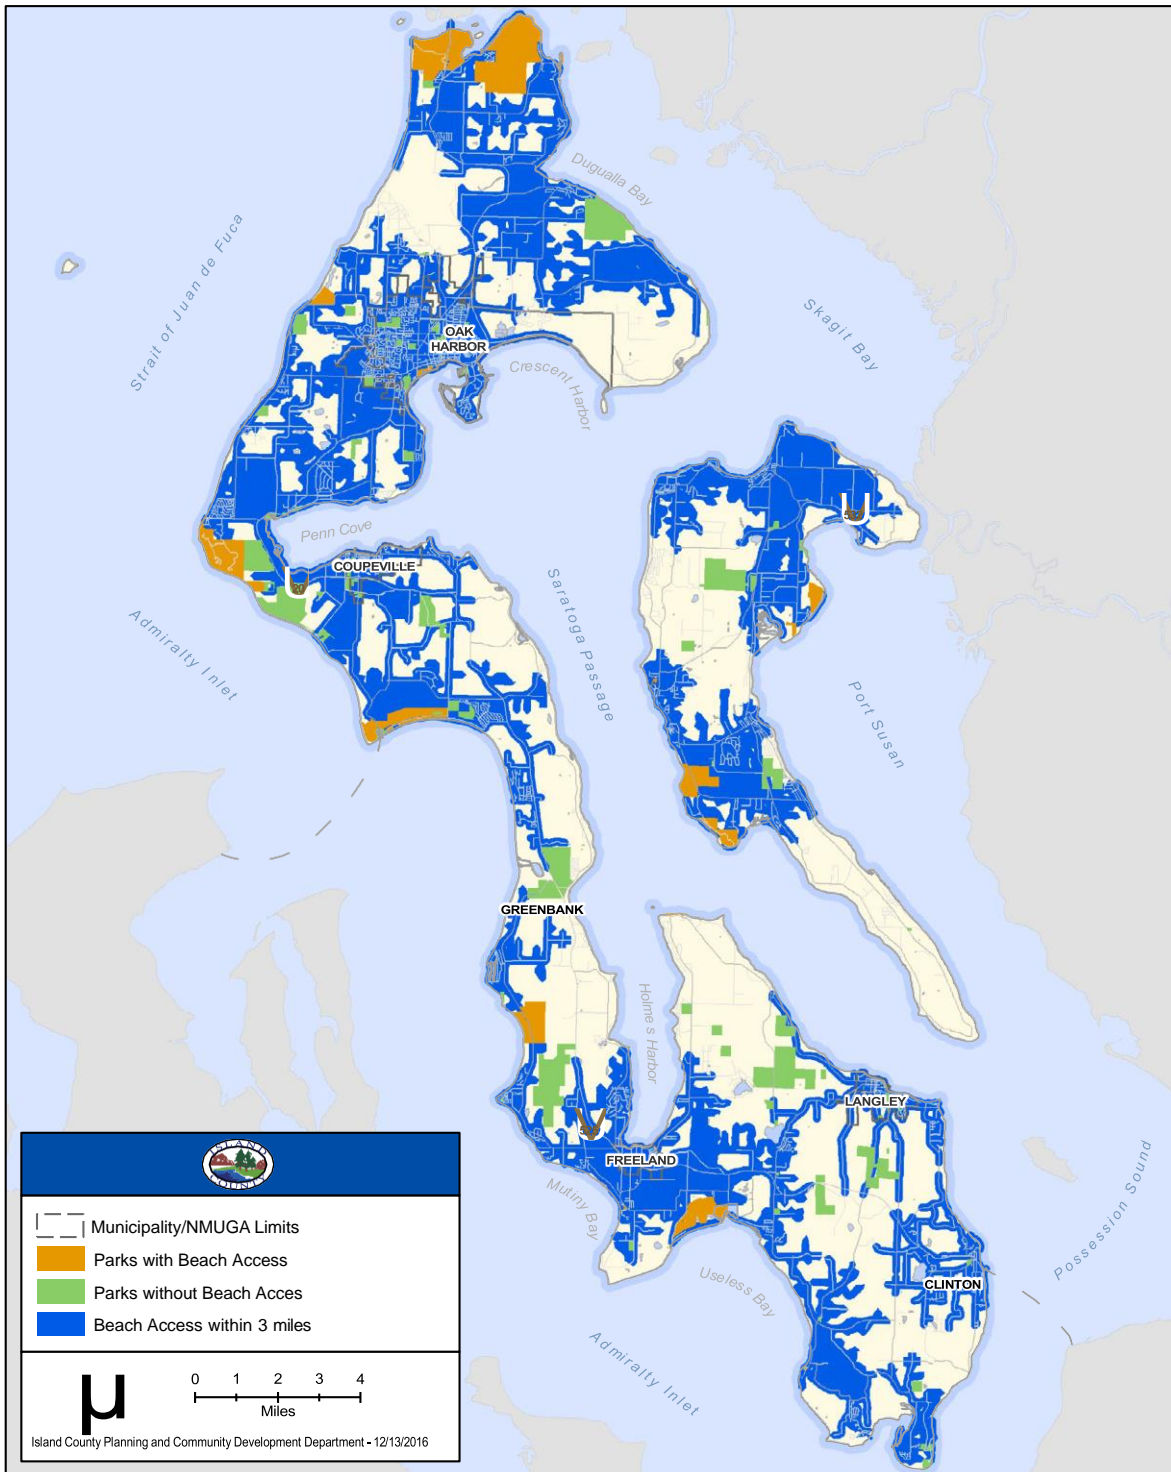 Dugualla Bay
Strait of Juan de Fuca
Skagit Bay
OAK
HARBOR
Crescent Harbor
Penn Cove
COUPEVILLE
Saratoga Passage
Admiralty Inlet
Port Susan
GREENBANK
Holmes Harbor
LANGLEY
FREELAND
Mutiny Bay
Useless Bay
CLINTON
Possession Sound
Admiralty Inlet
ISLAND
COUNTY
Municipality/NMUGA Limits
Parks with Beach Access
Parks without Beach Acces
Beach Access within 3 miles
µ
0 1 2 3 4
Miles
Island County Planning and Community Development Department - 12/13/2016